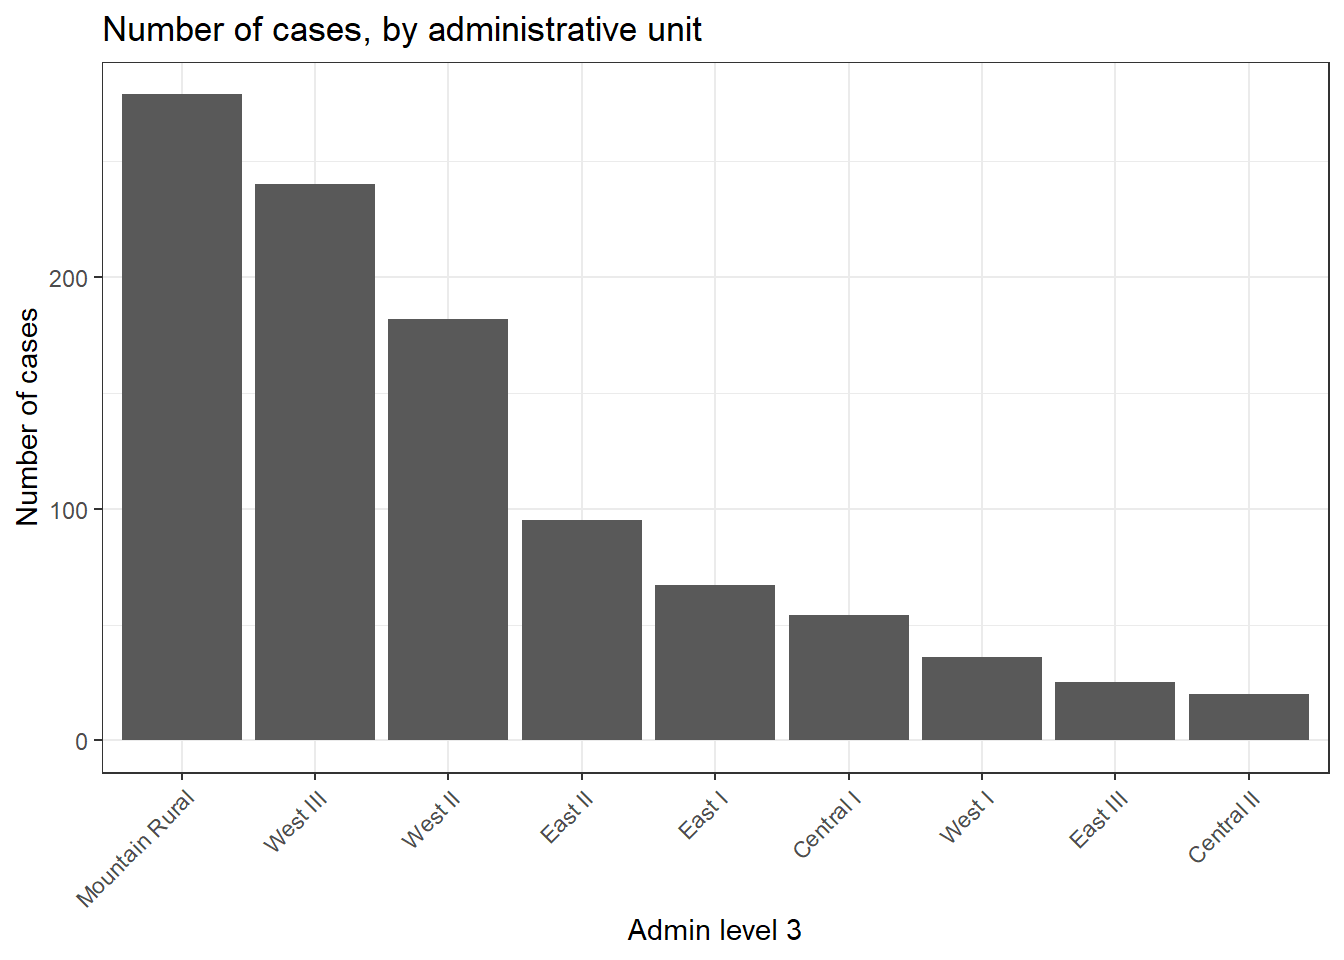 Number of cases, by administrative unit
Number of cases
200
100
0
Mountain Rural
West III
West II
East II
East I
Central I
West I
East III
Central II
Admin level 3